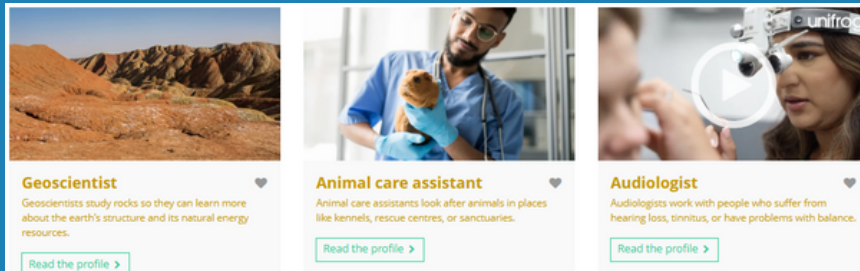 unifrog
Geoscientist
Geoscientists study rocks so they can learn more
about the earth's structure and its natural energy
resources.
Read the profile >
Animal care assistant
Animal care assistants look after animals in places
like kennels, rescue centres, or sanctuaries.
Read the profile >
Audiologist
Audiologists work with people who suffer from
hearing loss, tinnitus, or have problems with balance.
Read the profile >